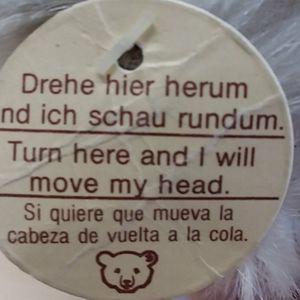 Drehe hier herum
nd ich schau rundum.
Turn here and I will
move my head.
Si quiere que mueva la
cabeza de vuelta a la cola.